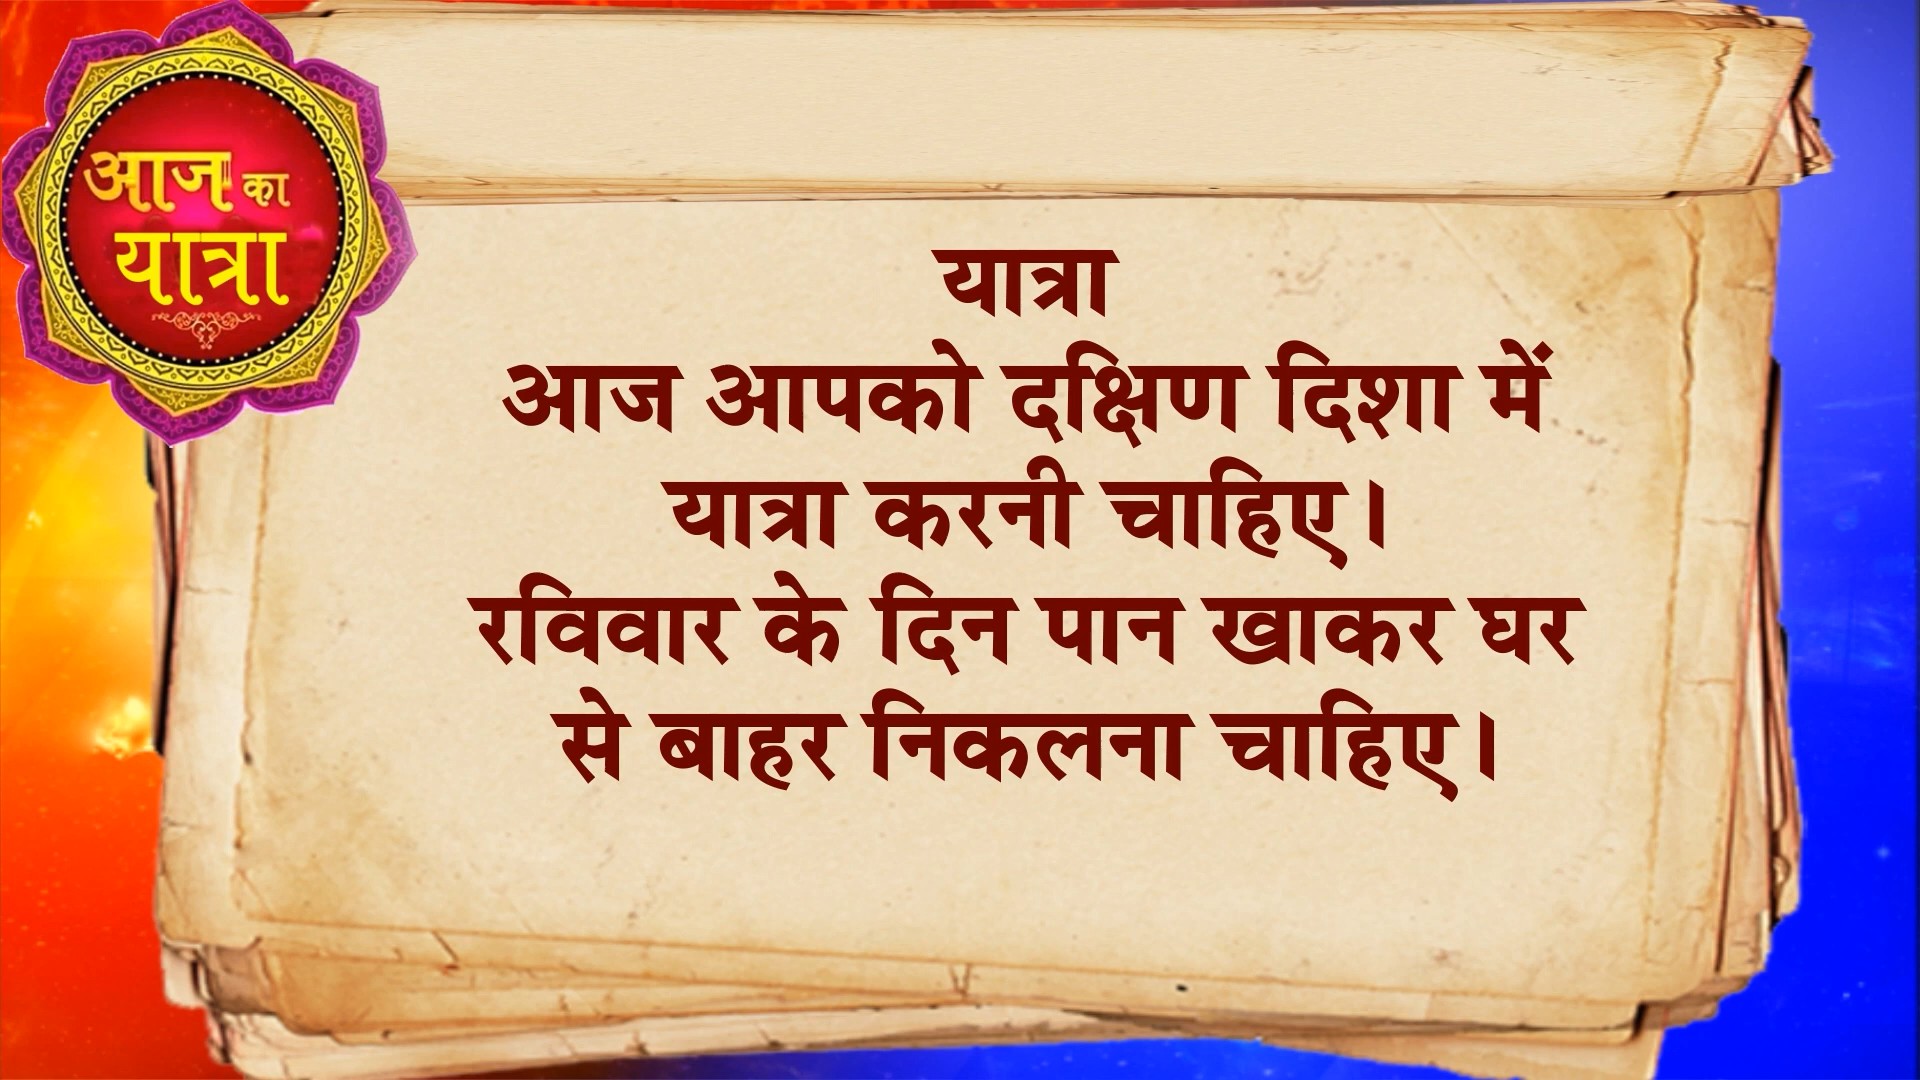 आज का
यात्रा
यात्रा
आज आपको दक्षिण दिशा में
यात्रा करनी चाहिए।
रविवार के दिन पान खाकर घर
से बाहर निकलना चाहिए।